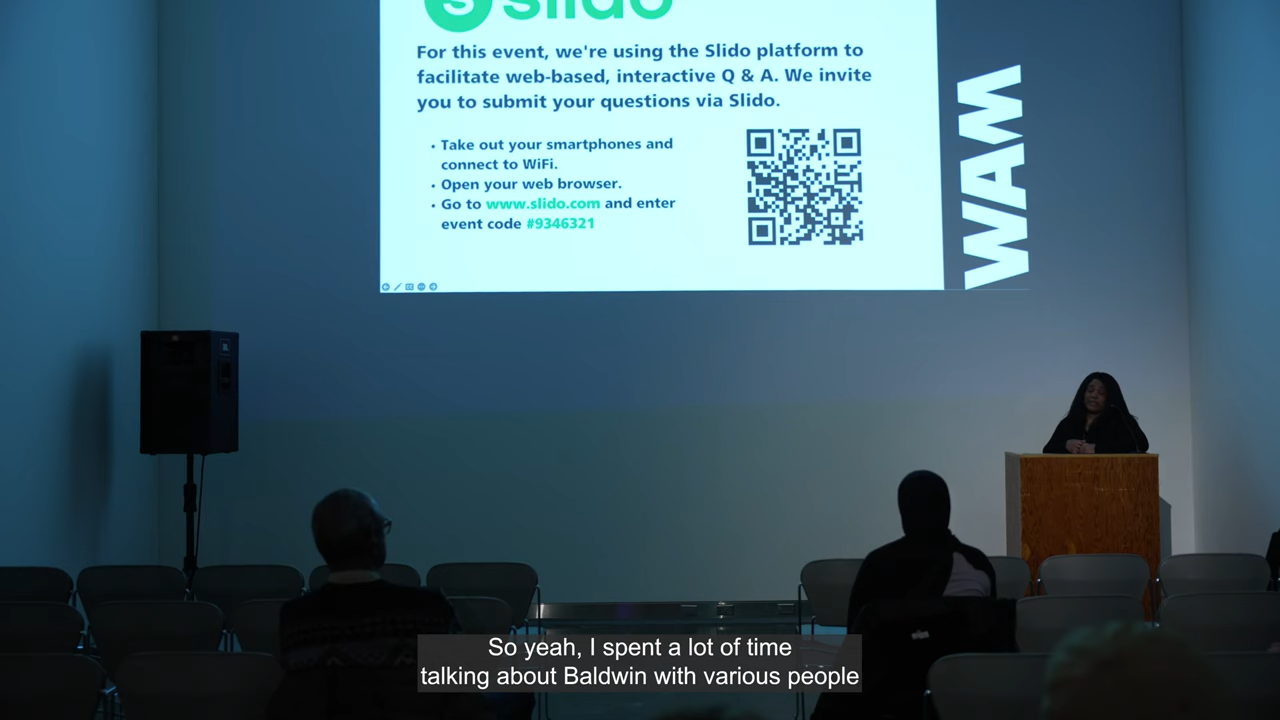 slido
For this event, we're using the Slido platform to
facilitate web-based, interactive Q & A. We invite
you to submit your questions via Slido.
• Take out your smartphones and
connect to WiFi.
• Open your web browser.
• Go to www.slido.com and enter
event code #9346321
WAM
So yeah, I spent a lot of time
talking about Baldwin with various people